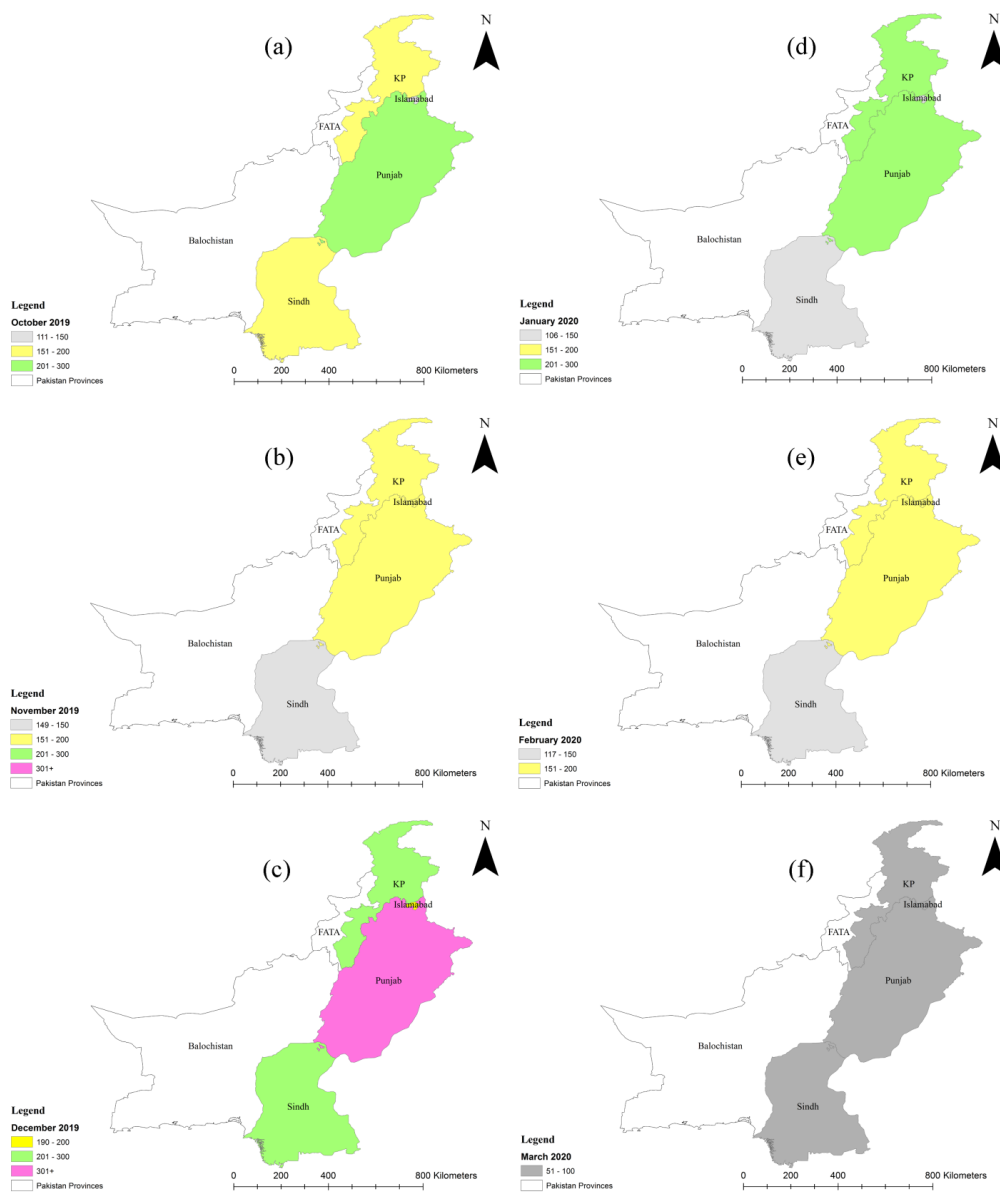 (a)
N
KP
Islamabad
FATA
Punjab
Balochistan
Sindh
Legend
October 2019
111 - 150
151 - 200
201 - 300
Pakistan Provinces
0 200 400 800 Kilometers
(d)
N
KP
Islamabad
FATA
Punjab
Balochistan
Sindh
Legend
January 2020
106 - 150
151 - 200
201 - 300
Pakistan Provinces
0 200 400 800 Kilometers
(b)
N
KP
Islamabad
FATA
Punjab
Balochistan
Sindh
Legend
November 2019
149 - 150
151 - 200
201 - 300
301+
Pakistan Provinces
0 200 400 800 Kilometers
(e)
N
KP
Islamabad
FATA
Punjab
Balochistan
Sindh
Legend
February 2020
117 - 150
151 - 200
Pakistan Provinces
0 200 400 800 Kilometers
(c)
N
KP
Islamabad
FATA
Punjab
Balochistan
Sindh
Legend
December 2019
190 - 200
201 - 300
301+
Pakistan Provinces
0 200 400 800 Kilometers
(f)
N
KP
Islamabad
FATA
Punjab
Balochistan
Sindh
Legend
March 2020
51 - 100
Pakistan Provinces
0 200 400 800 Kilometers